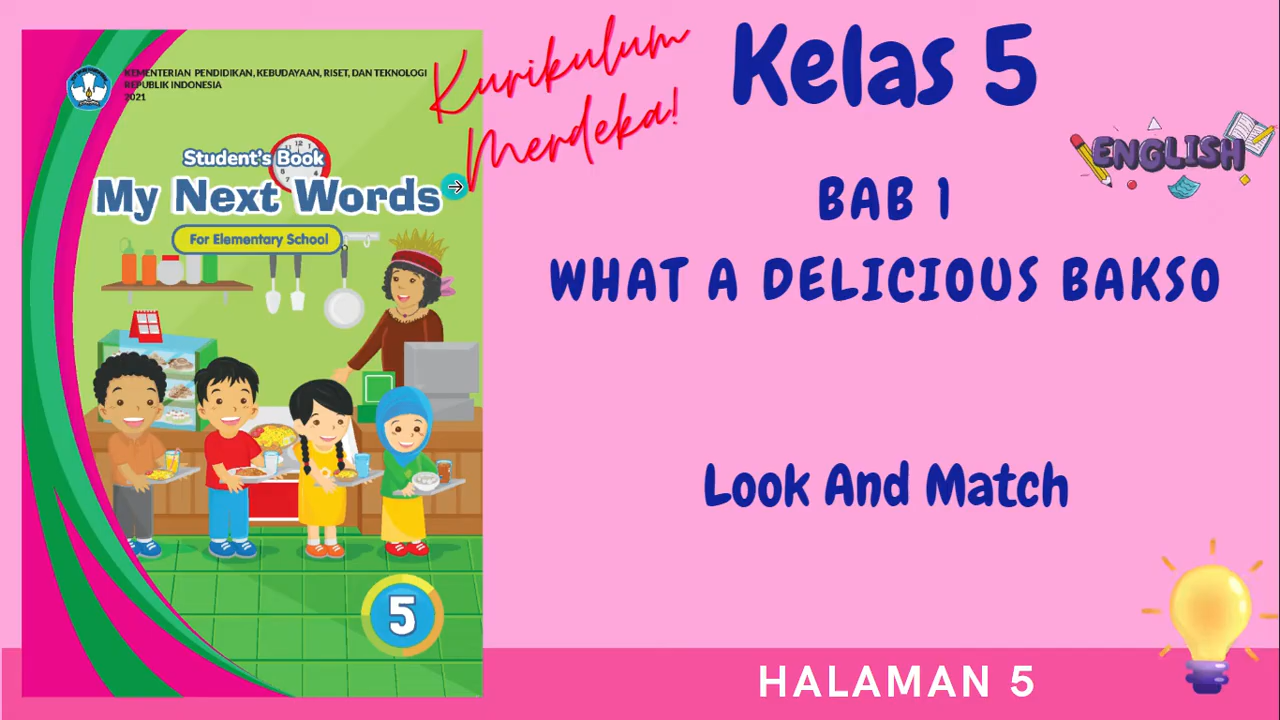 KEMENTERIAN PENDIDIKAN, KEBUDAYAAN, RISET, DAN TEKNOLOGI
REPUBLIK INDONESIA
2021
Student's Book
My Next Words
For Elementary School
5
Kurikulum
Merdeka!
Kelas 5
ENGLISH
BAB 1
WHAT A DELICIOUS BAKSO
Look And Match
HALAMAN 5